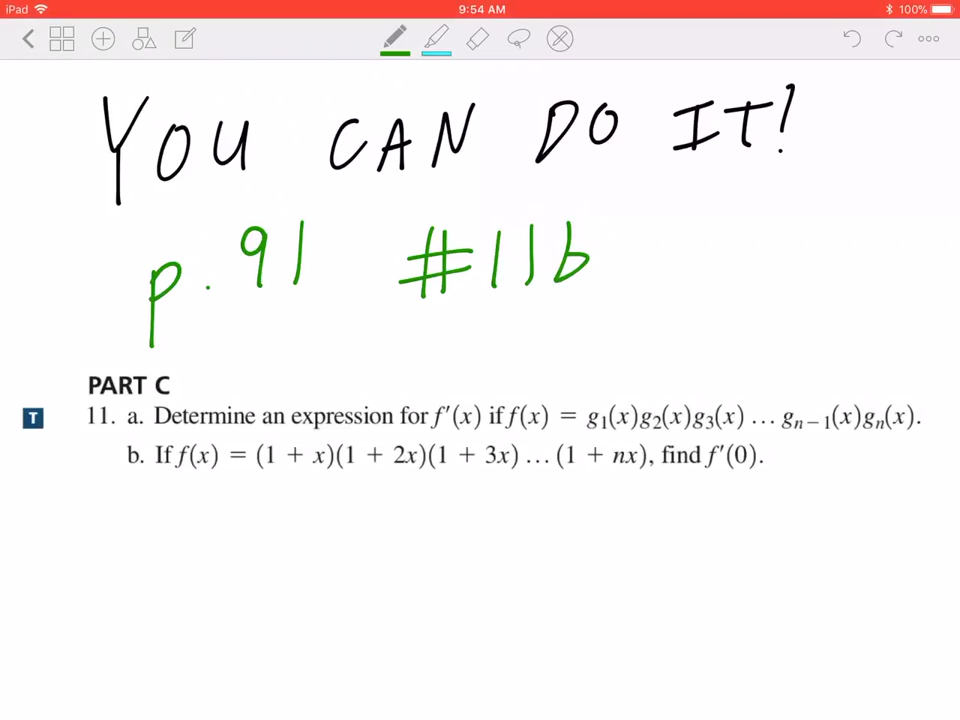 iPad 9:54 AM 100%
YOU CAN DO IT!
p. 91 #11b
PART C
T 11. a. Determine an expression for f'(x) if f(x) = g₁(x)g₂(x)g₃(x) … gₙ₋₁(x)gₙ(x).
b. If f(x) = (1 + x)(1 + 2x)(1 + 3x) … (1 + nx), find f'(0).